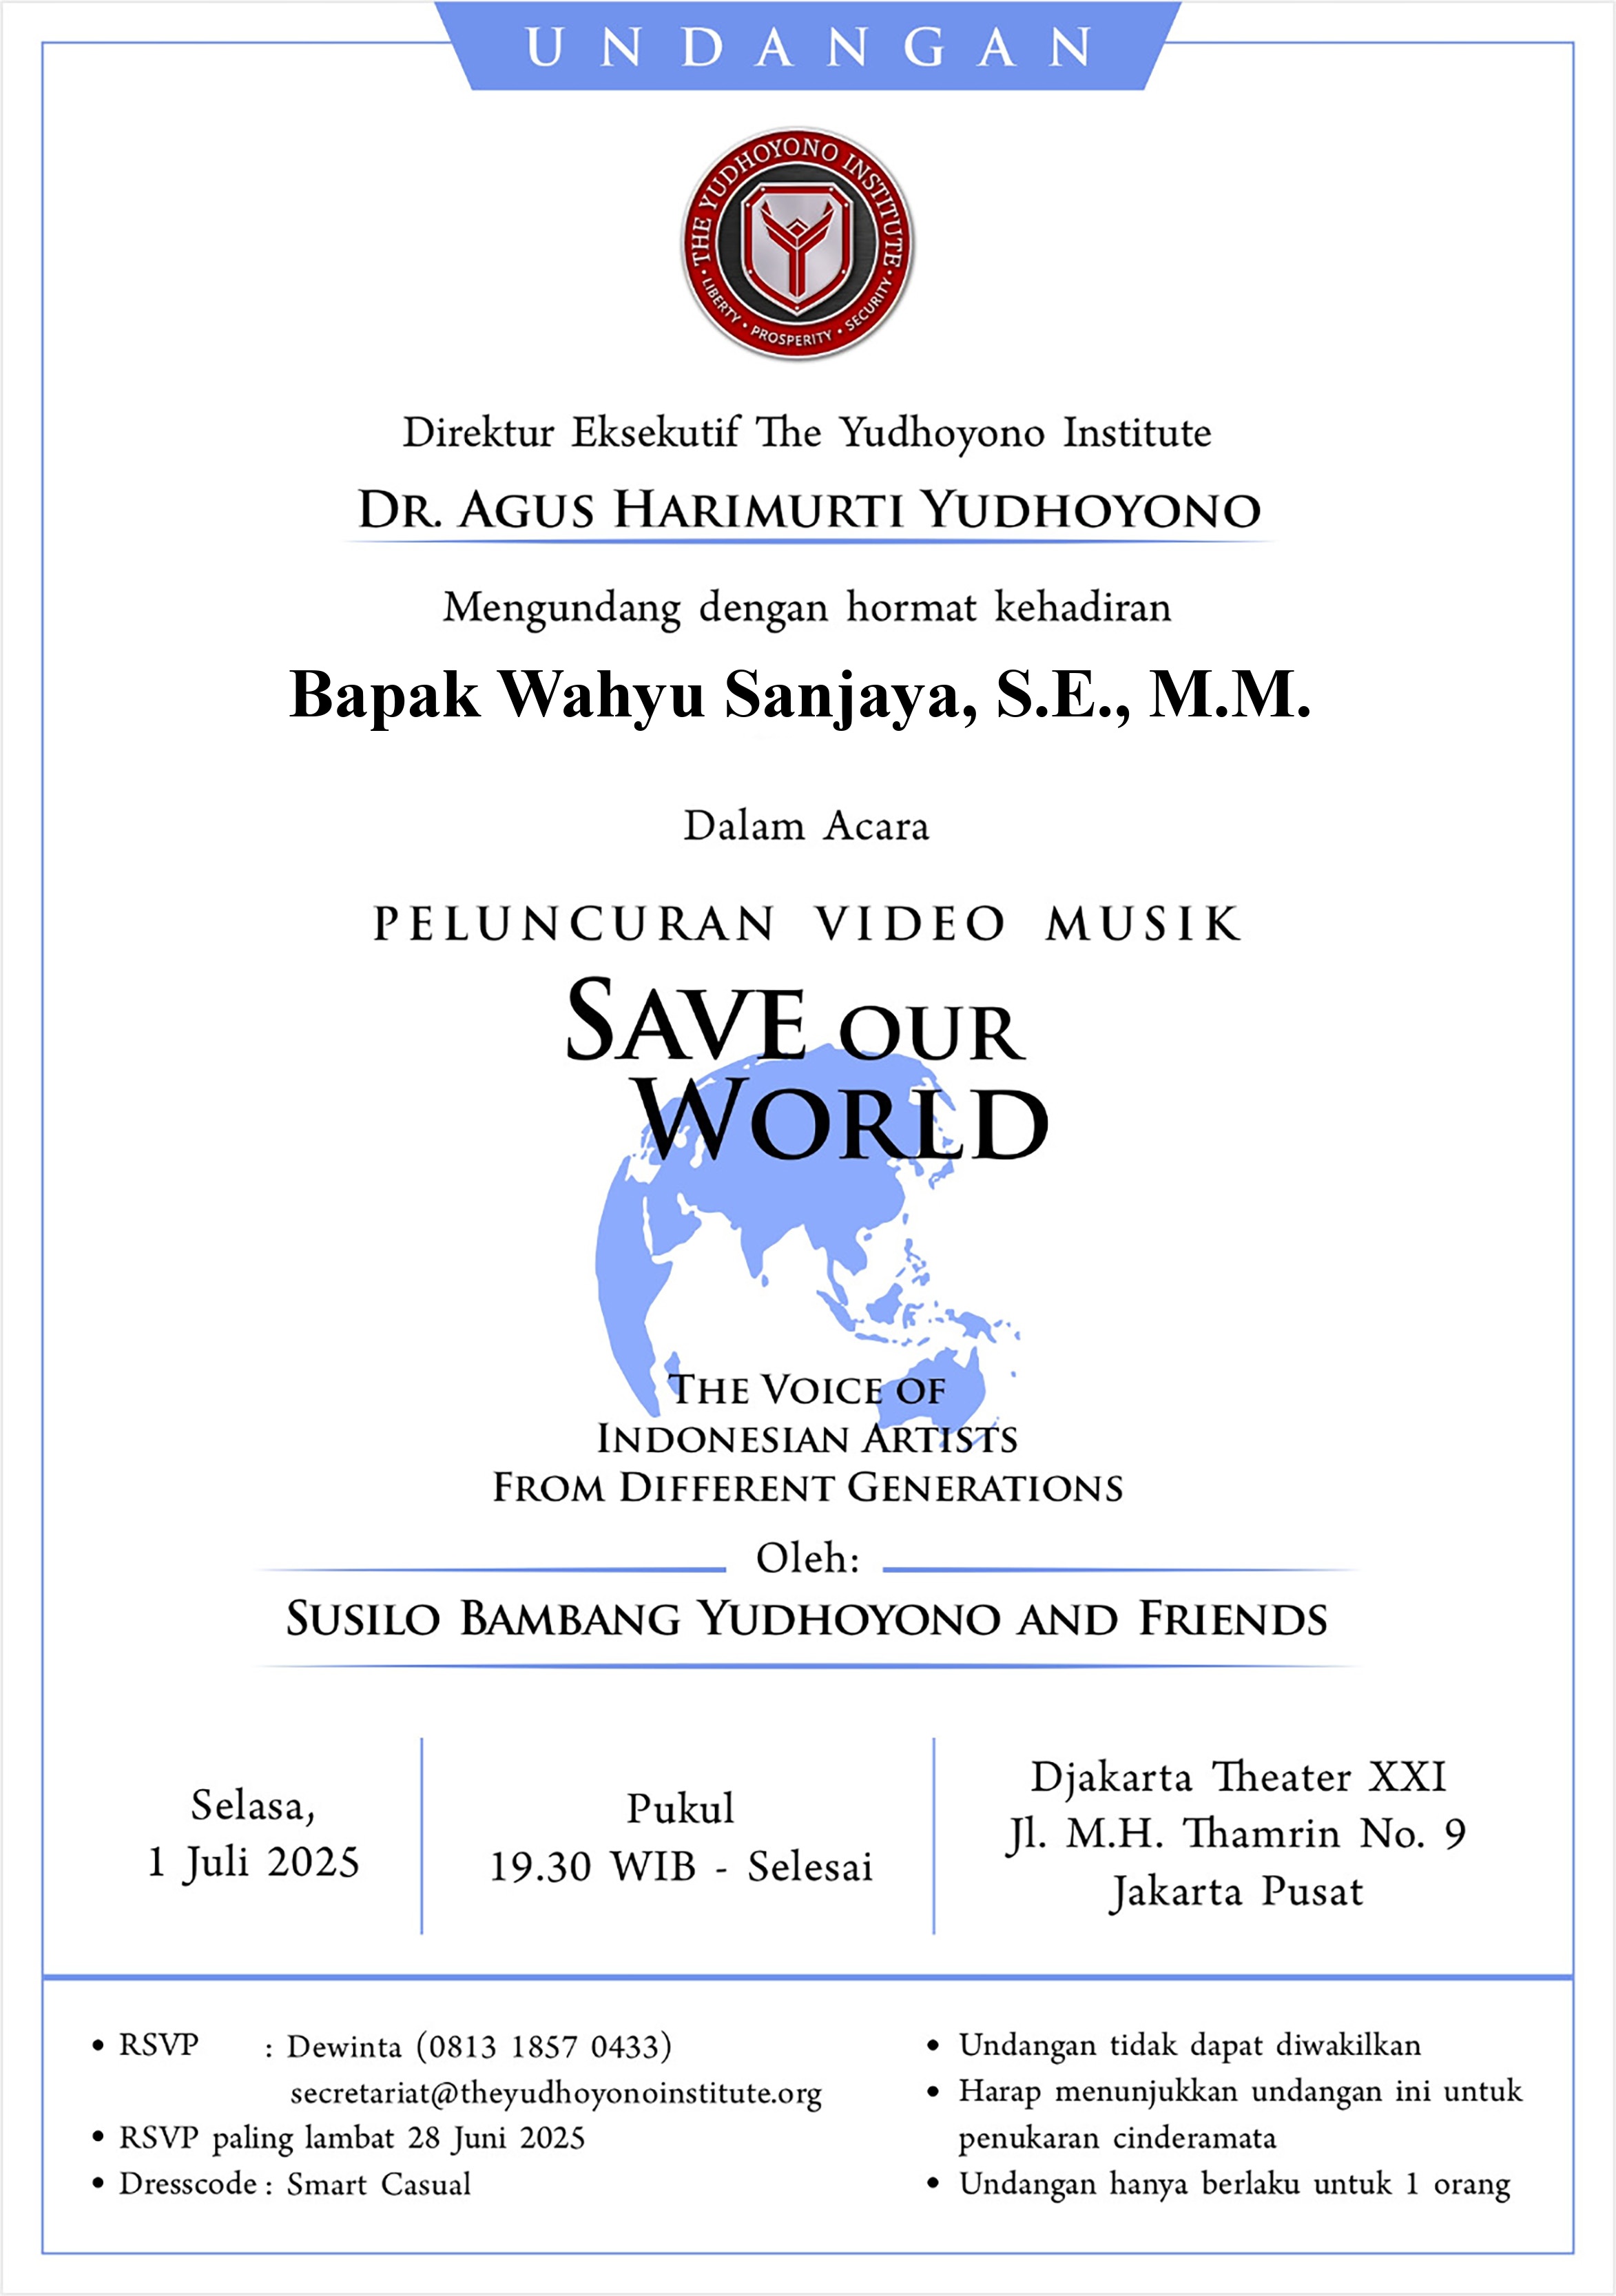 UNDANGAN
THE YUDHOYONO INSTITUTE
LIBERTY • PROSPERITY • SECURITY
Direktur Eksekutif The Yudhoyono Institute
DR. AGUS HARIMURTI YUDHOYONO
Mengundang dengan hormat kehadiran
Bapak Wahyu Sanjaya, S.E., M.M.
Dalam Acara
PELUNCURAN VIDEO MUSIK
SAVE OUR
WORLD
THE VOICE OF
INDONESIAN ARTISTS
FROM DIFFERENT GENERATIONS
Oleh:
SUSILO BAMBANG YUDHOYONO AND FRIENDS
Selasa,
1 Juli 2025
Pukul
19.30 WIB - Selesai
Djakarta Theater XXI
Jl. M.H. Thamrin No. 9
Jakarta Pusat
• RSVP : Dewinta (0813 1857 0433)
secretariat@theyudhoyonoinstitute.org
• RSVP paling lambat 28 Juni 2025
• Dresscode : Smart Casual
• Undangan tidak dapat diwakilkan
• Harap menunjukkan undangan ini untuk
penukaran cinderamata
• Undangan hanya berlaku untuk 1 orang